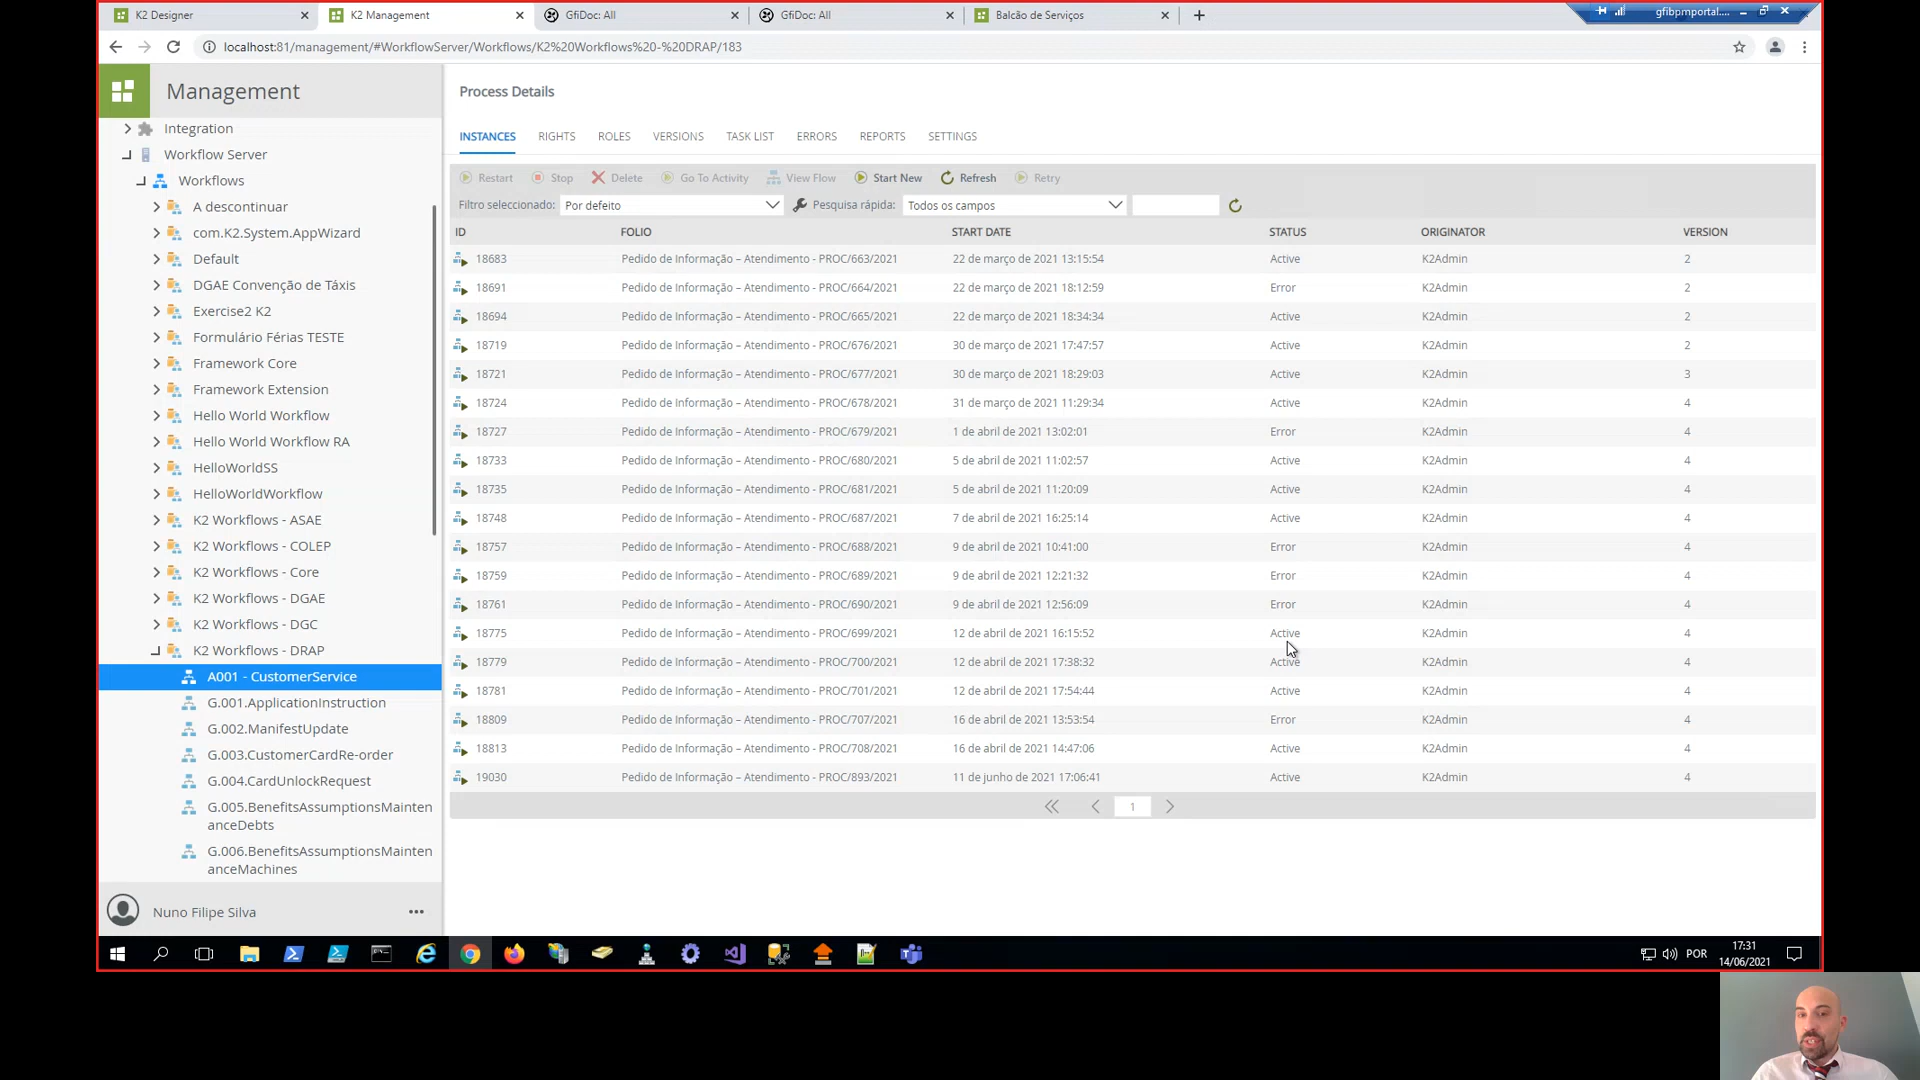 K2 Designer
K2 Management
GfiDoc: All
GfiDoc: All
Balcão de Serviços
gfibpmportal....
localhost:81/management/#WorkflowServer/Workflows/K2%20Workflows%20-%20DRAP/183
Management
Integration
Workflow Server
Workflows
A descontinuar
com.K2.System.AppWizard
Default
DGAE Convenção de Táxis
Exercise2 K2
Formulário Férias TESTE
Framework Core
Framework Extension
Hello World Workflow
Hello World Workflow RA
HelloWorldSS
HelloWorldWorkflow
K2 Workflows - ASAE
K2 Workflows - COLEP
K2 Workflows - Core
K2 Workflows - DGAE
K2 Workflows - DGC
K2 Workflows - DRAP
A001 - CustomerService
G.001.ApplicationInstruction
G.002.ManifestUpdate
G.003.CustomerCardRe-order
G.004.CardUnlockRequest
G.005.BenefitsAssumptionsMainten
anceDebts
G.006.BenefitsAssumptionsMainten
anceMachines
Nuno Filipe Silva
Process Details
INSTANCES RIGHTS ROLES VERSIONS TASK LIST ERRORS REPORTS SETTINGS
Restart Stop Delete Go To Activity View Flow Start New Refresh Retry
Filtro seleccionado: Por defeito Pesquisa rápida: Todos os campos
ID FOLIO START DATE STATUS ORIGINATOR VERSION
18683 Pedido de Informação – Atendimento - PROC/663/2021 22 de março de 2021 13:15:54 Active K2Admin 2
18691 Pedido de Informação – Atendimento - PROC/664/2021 22 de março de 2021 18:12:59 Error K2Admin 2
18694 Pedido de Informação – Atendimento - PROC/665/2021 22 de março de 2021 18:34:34 Active K2Admin 2
18719 Pedido de Informação – Atendimento - PROC/676/2021 30 de março de 2021 17:47:57 Active K2Admin 2
18721 Pedido de Informação – Atendimento - PROC/677/2021 30 de março de 2021 18:29:03 Active K2Admin 3
18724 Pedido de Informação – Atendimento - PROC/678/2021 31 de março de 2021 11:29:34 Active K2Admin 4
18727 Pedido de Informação – Atendimento - PROC/679/2021 1 de abril de 2021 13:02:01 Error K2Admin 4
18733 Pedido de Informação – Atendimento - PROC/680/2021 5 de abril de 2021 11:02:57 Active K2Admin 4
18735 Pedido de Informação – Atendimento - PROC/681/2021 5 de abril de 2021 11:20:09 Active K2Admin 4
18748 Pedido de Informação – Atendimento - PROC/687/2021 7 de abril de 2021 16:25:14 Active K2Admin 4
18757 Pedido de Informação – Atendimento - PROC/688/2021 9 de abril de 2021 10:41:00 Error K2Admin 4
18759 Pedido de Informação – Atendimento - PROC/689/2021 9 de abril de 2021 12:21:32 Error K2Admin 4
18761 Pedido de Informação – Atendimento - PROC/690/2021 9 de abril de 2021 12:56:09 Error K2Admin 4
18775 Pedido de Informação – Atendimento - PROC/699/2021 12 de abril de 2021 16:15:52 Active K2Admin 4
18779 Pedido de Informação – Atendimento - PROC/700/2021 12 de abril de 2021 17:38:32 Active K2Admin 4
18781 Pedido de Informação – Atendimento - PROC/701/2021 12 de abril de 2021 17:54:44 Active K2Admin 4
18809 Pedido de Informação – Atendimento - PROC/707/2021 16 de abril de 2021 13:53:54 Error K2Admin 4
18813 Pedido de Informação – Atendimento - PROC/708/2021 16 de abril de 2021 14:47:06 Active K2Admin 4
19030 Pedido de Informação – Atendimento - PROC/893/2021 11 de junho de 2021 17:06:41 Active K2Admin 4
1
POR
17:31
14/06/2021